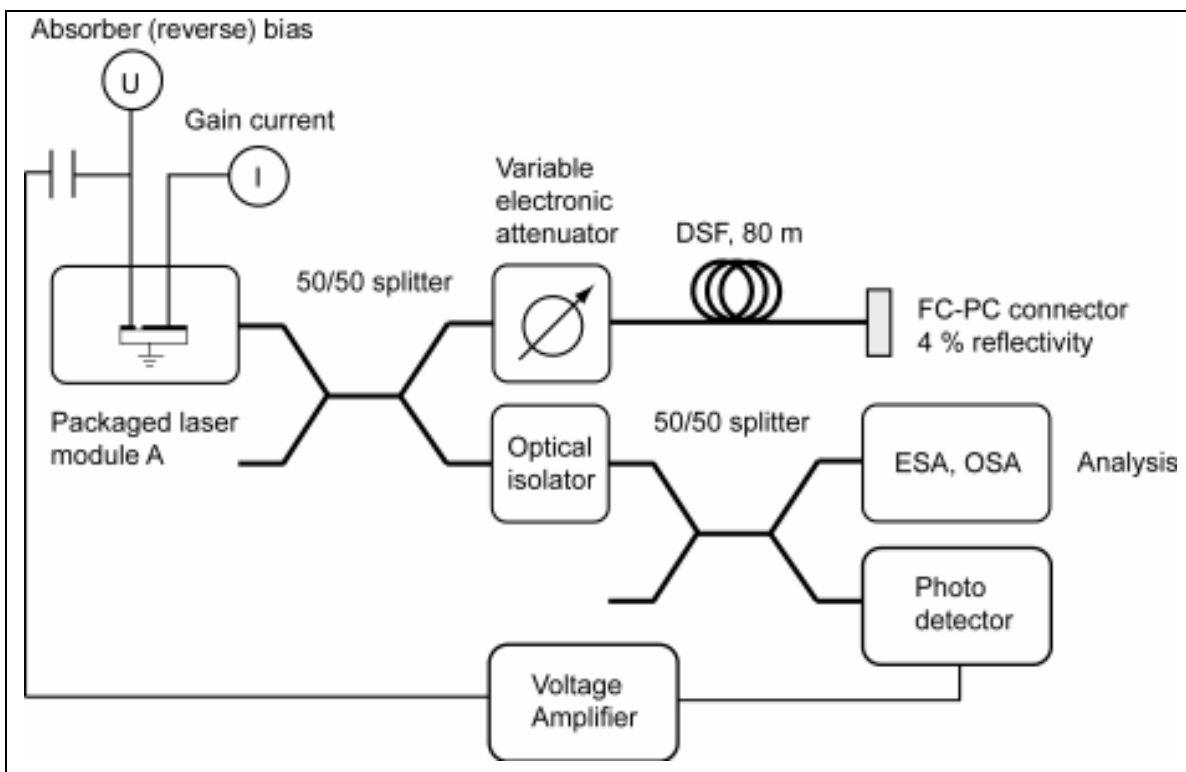 Absorber (reverse) bias
U
Gain current
I
Variable
electronic
attenuator
DSF, 80 m
50/50 splitter
FC-PC connector
4 % reflectivity
Packaged laser
module A
Optical
isolator
50/50 splitter
ESA, OSA
Analysis
Photo
detector
Voltage
Amplifier